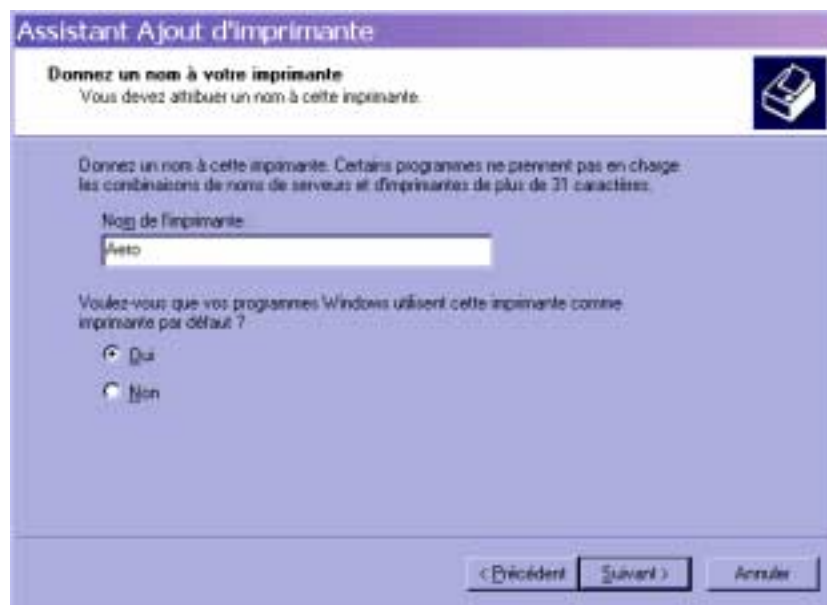 Assistant Ajout d'imprimante
Donnez un nom à votre imprimante
Vous devez attribuer un nom à cette imprimante.
Donnez un nom à cette imprimante. Certains programmes ne prennent pas en charge
les combinaisons de noms de serveurs et d'imprimantes de plus de 31 caractères.
Nom de l'imprimante :
Aero
Voulez-vous que vos programmes Windows utilisent cette imprimante comme
imprimante par défaut ?
Oui
Non
< Précédent Suivant > Annuler